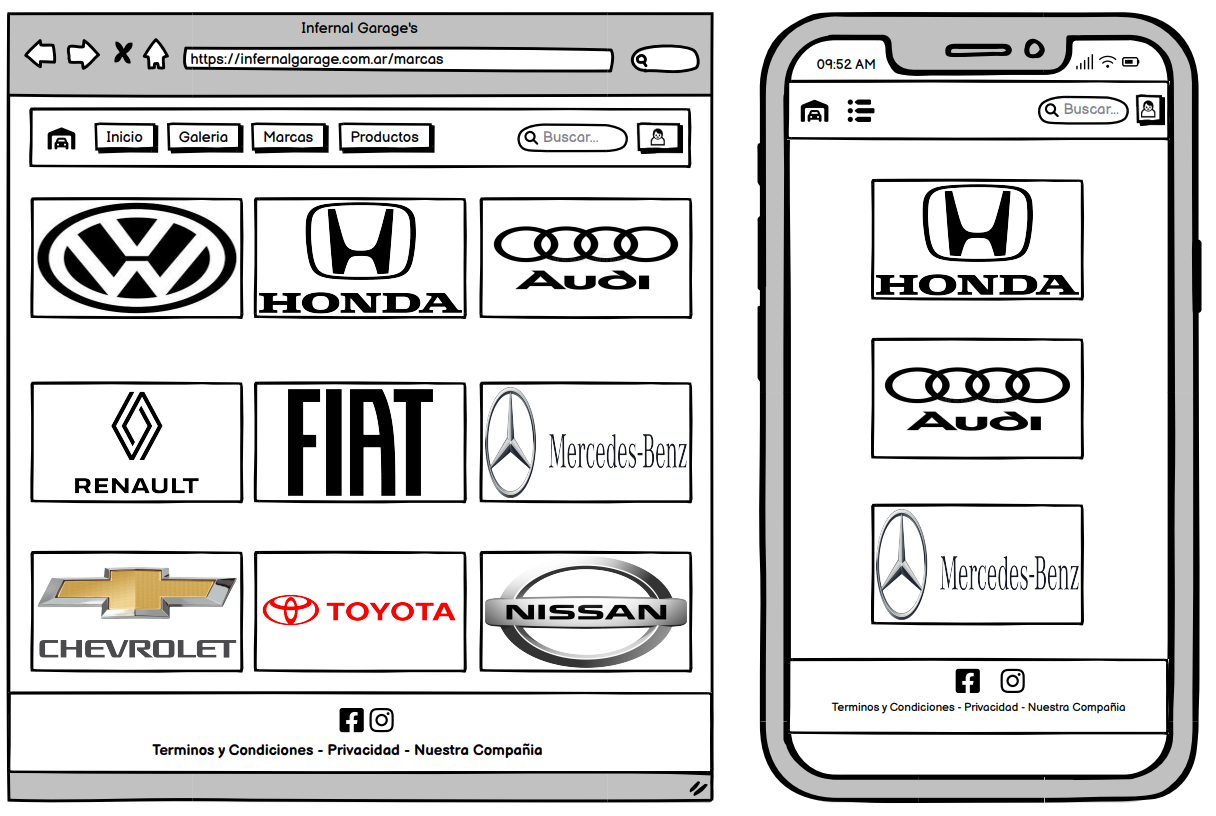 Infernal Garage's
https://infernalgarage.com.ar/marcas
Inicio Galeria Marcas Productos Buscar...
HONDA
Audi
RENAULT
FIAT
Mercedes-Benz
CHEVROLET
TOYOTA
NISSAN
Terminos y Condiciones - Privacidad - Nuestra Compañia
09:52 AM
Buscar...
HONDA
Audi
Mercedes-Benz
Terminos y Condiciones - Privacidad - Nuestra Compañia